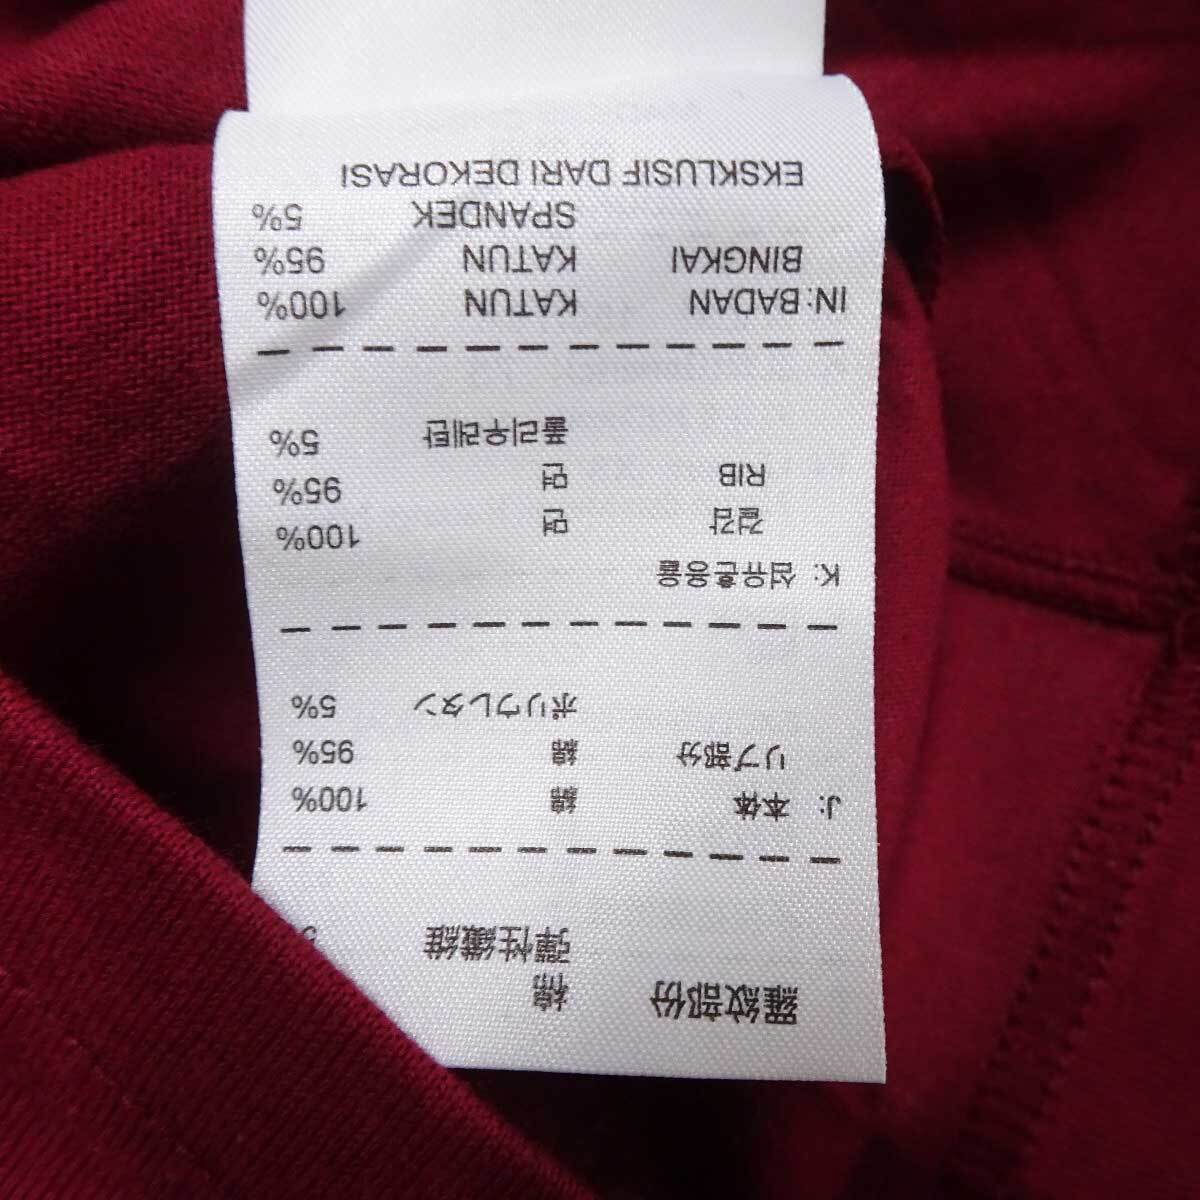 羅紋部份 棉
彈性纖維
J: 本体 綿 100%
リブ部分 綿 95%
ポリウレタン 5%
K: 섬유혼용율
겉감 면 100%
RIB 면 95%
폴리우레탄 5%
IN: BADAN KATUN 100%
BINGKAI KATUN 95%
SPANDEK 5%
EKSKLUSIF DARI DEKORASI